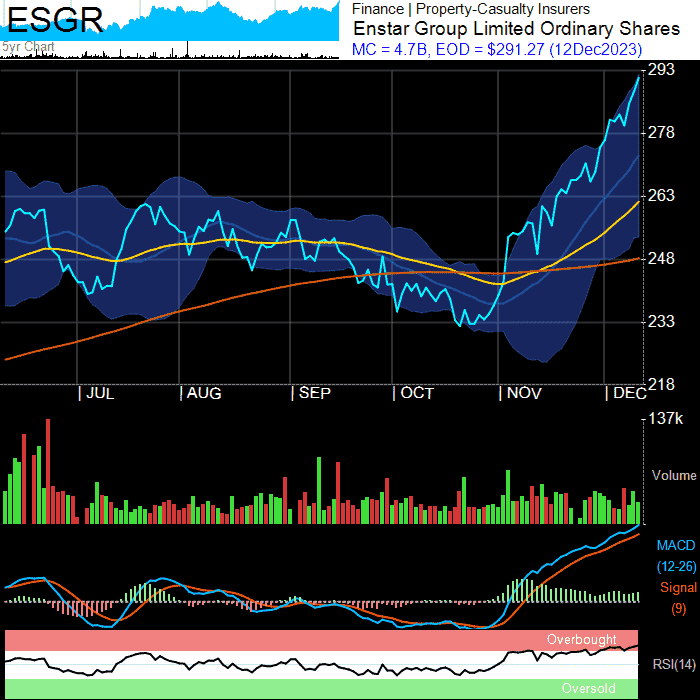 ESGR
5yr Chart
Finance | Property-Casualty Insurers
Enstar Group Limited Ordinary Shares
MC = 4.7B, EOD = $291.27 (12Dec2023)
293
278
263
248
233
218
JUL AUG SEP OCT NOV DEC
137k
Volume
MACD
(12-26)
Signal
(9)
Overbought
RSI(14)
Oversold